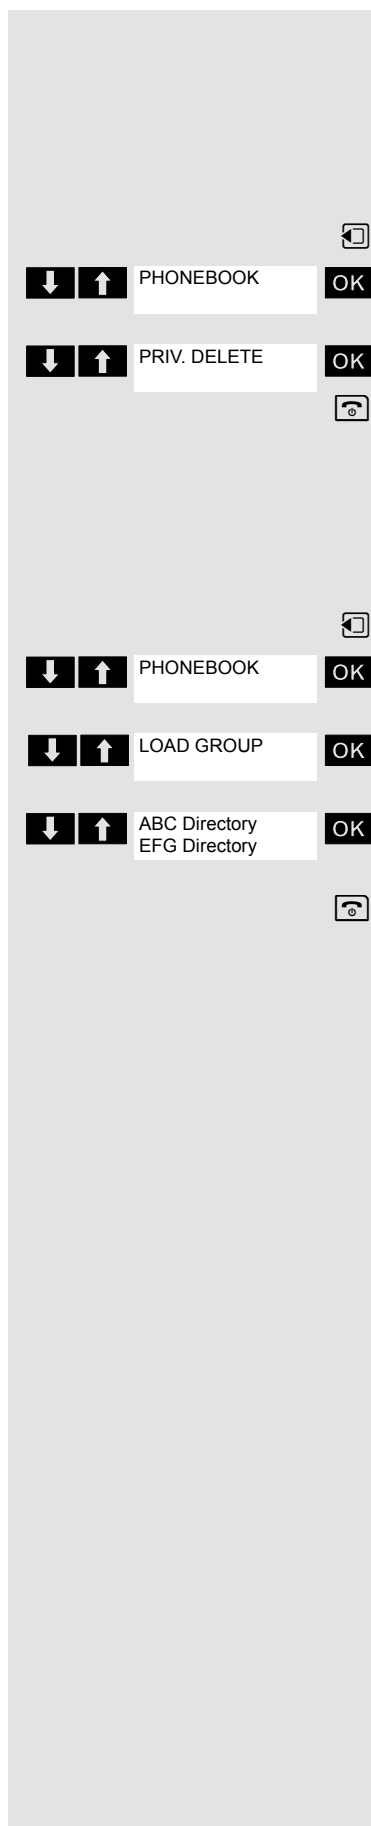 PHONEBOOK OK
PRIV. DELETE OK
PHONEBOOK OK
LOAD GROUP OK
ABC Directory OK
EFG Directory